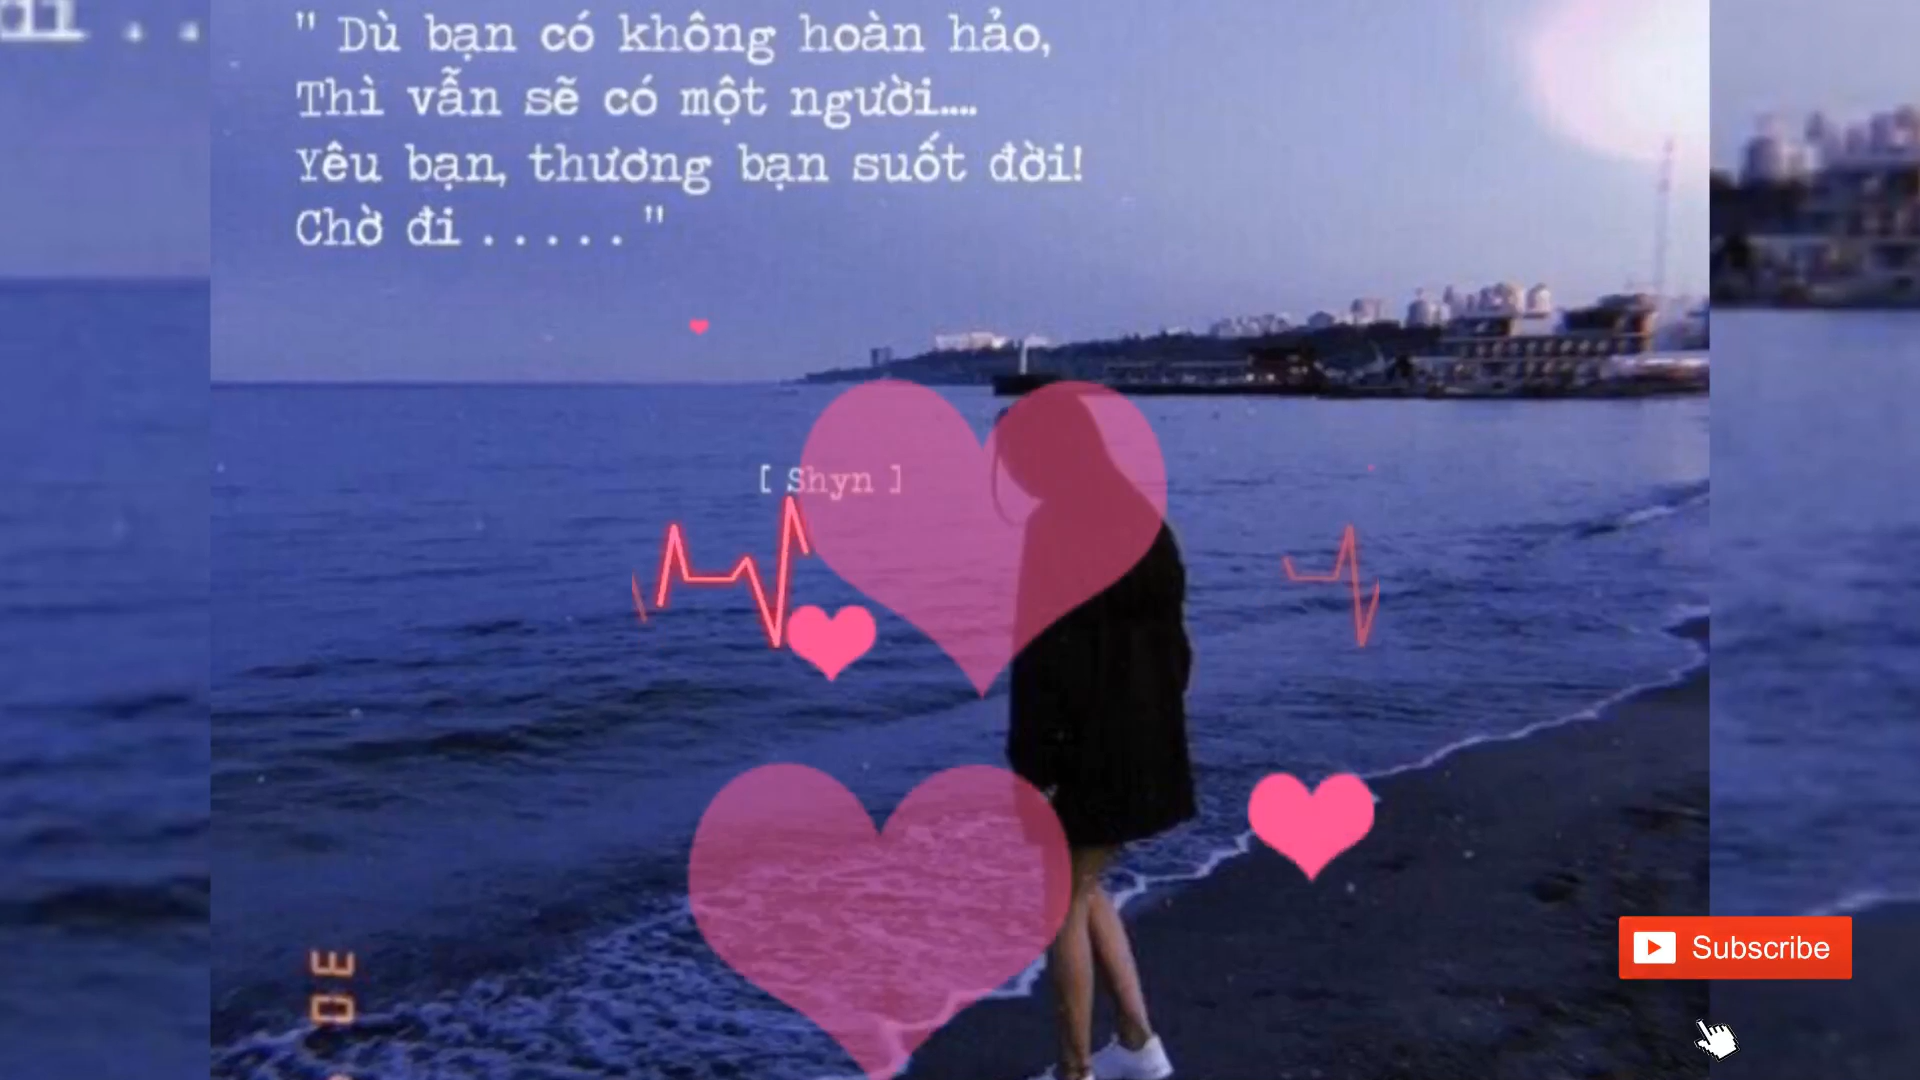 " Dù bạn có không hoàn hảo,
Thì vẫn sẽ có một người....
Yêu bạn, thương bạn suốt đời!
Chờ đi . . . . . "
[ Shyn ]
Subscribe